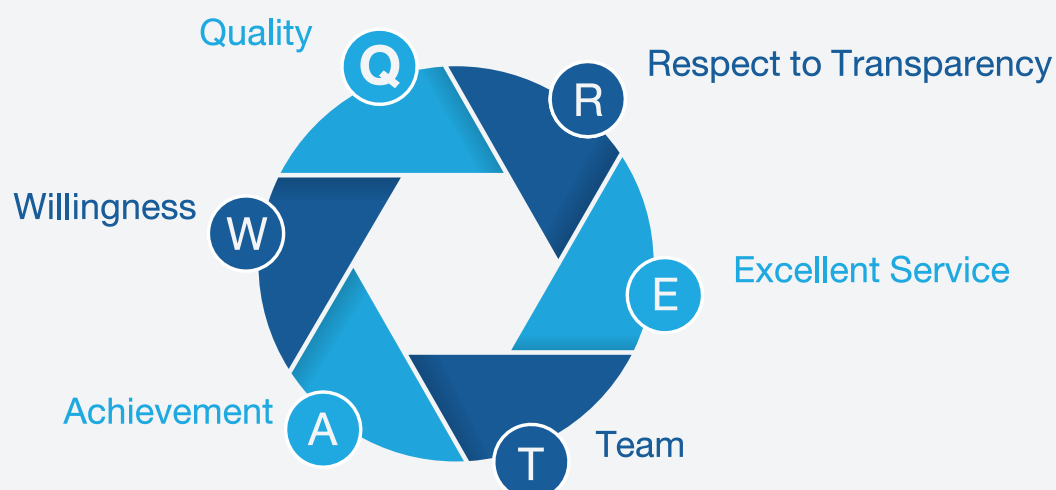 Quality
Q
R
Respect to Transparency
Willingness
W
E
Excellent Service
Achievement
A
T
Team